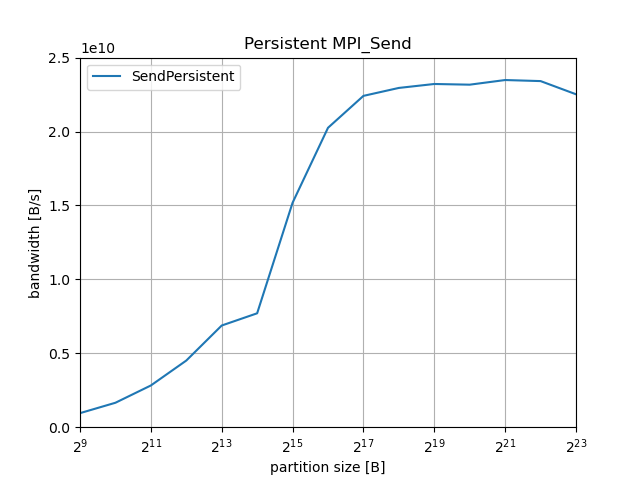 Persistent MPI_Send
1e10
SendPersistent
2.5
2.0
1.5
1.0
0.5
0.0
bandwidth [B/s]
2^9 2^11 2^13 2^15 2^17 2^19 2^21 2^23
partition size [B]